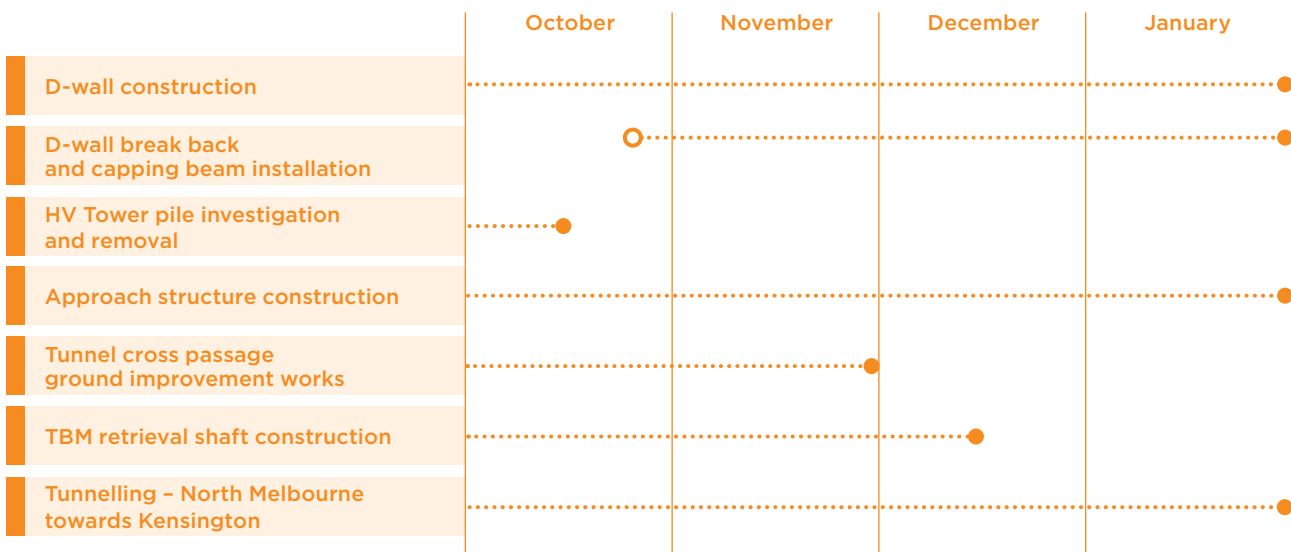 October November December January
D-wall construction
D-wall break back
and capping beam installation
HV Tower pile investigation
and removal
Approach structure construction
Tunnel cross passage
ground improvement works
TBM retrieval shaft construction
Tunnelling – North Melbourne
towards Kensington